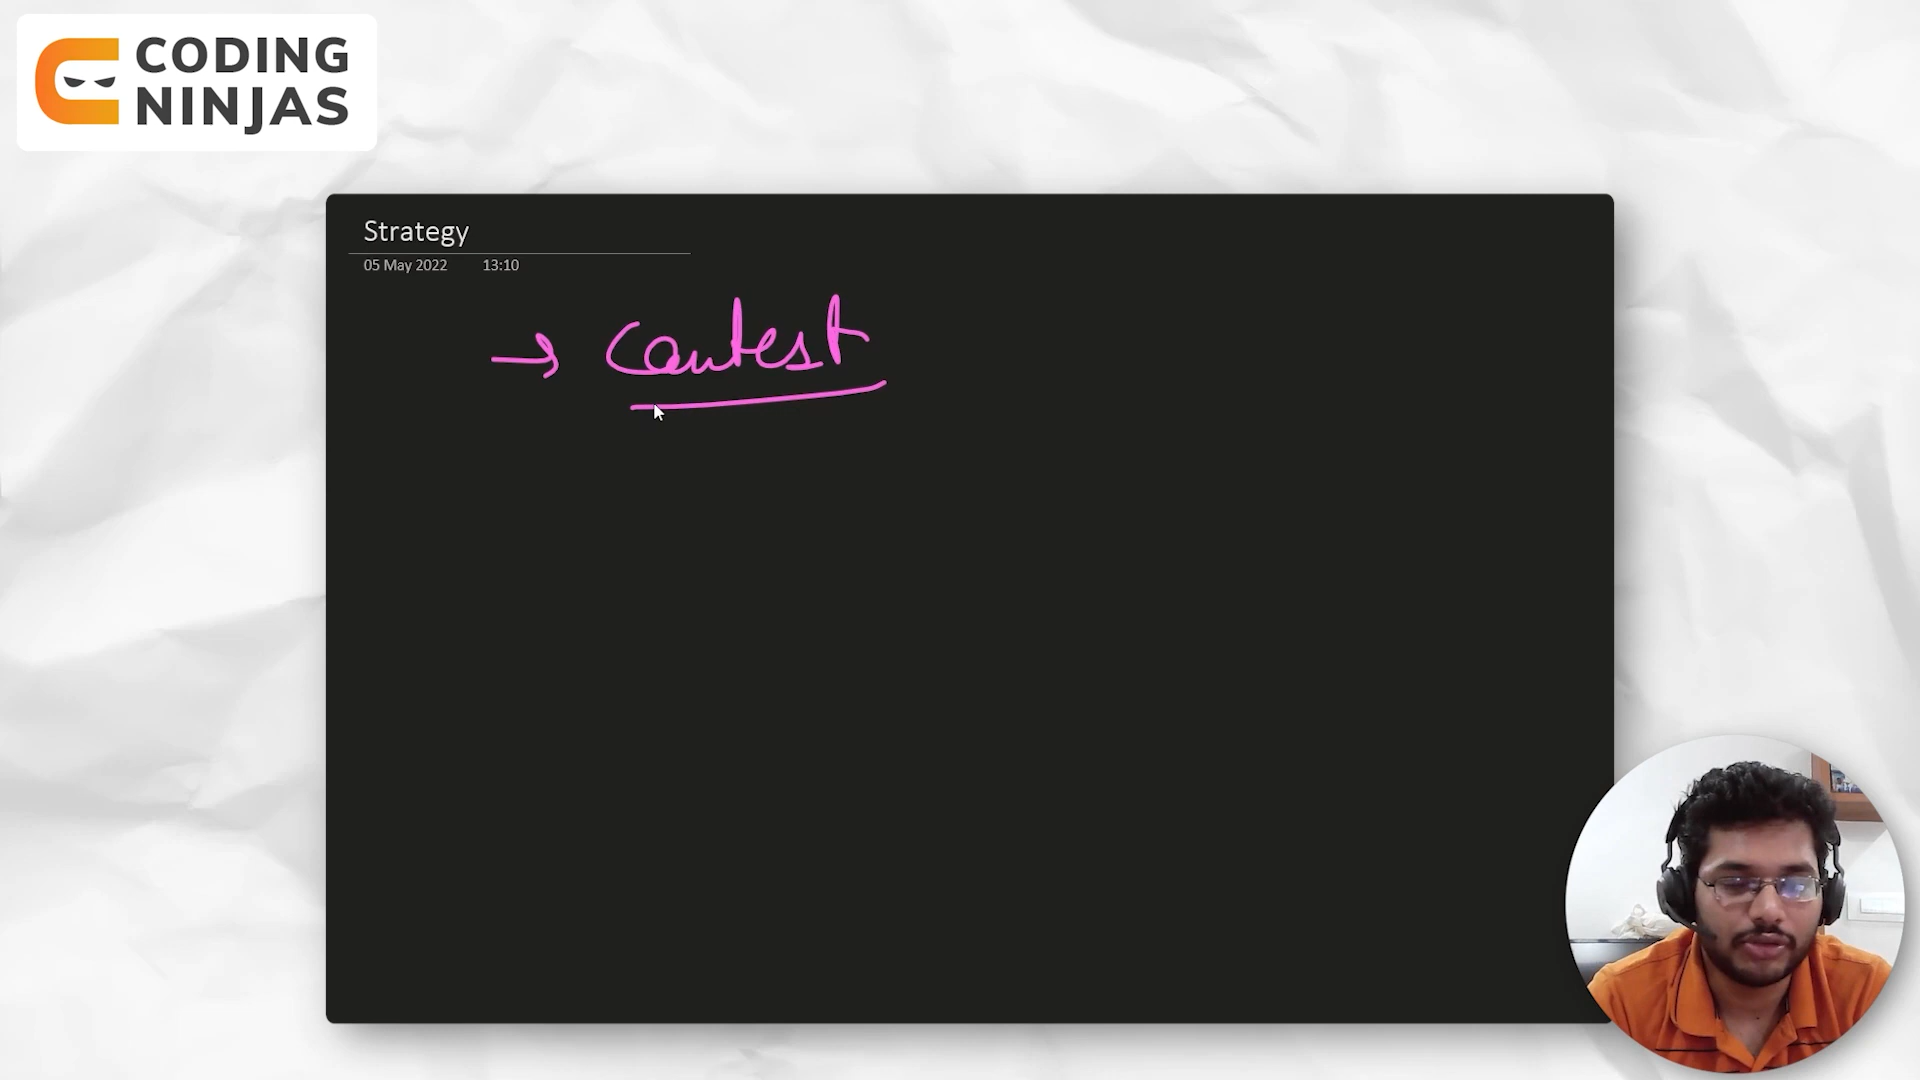 CODING
NINJAS
Strategy
05 May 2022 13:10
→ Contest